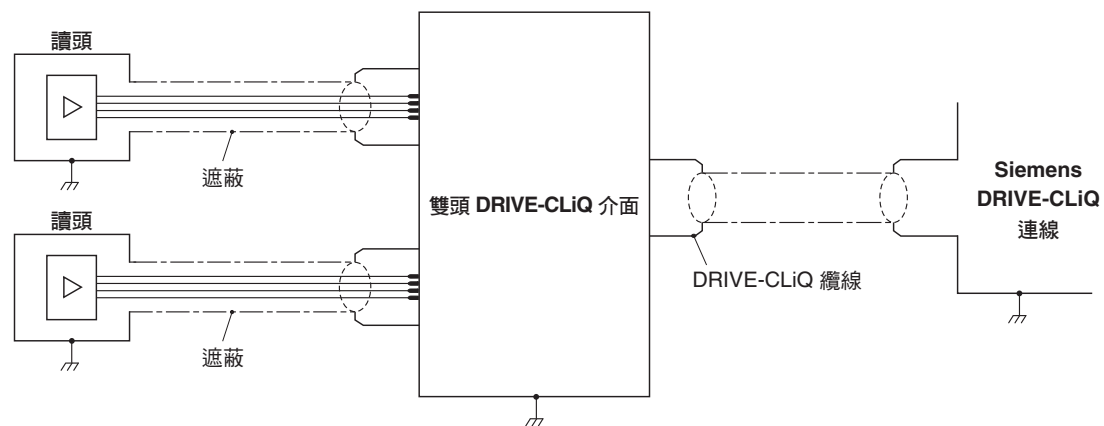 讀頭
遮蔽
讀頭
遮蔽
雙頭 DRIVE-CLiQ 介面
DRIVE-CLiQ 纜線
Siemens
DRIVE-CLiQ
連線